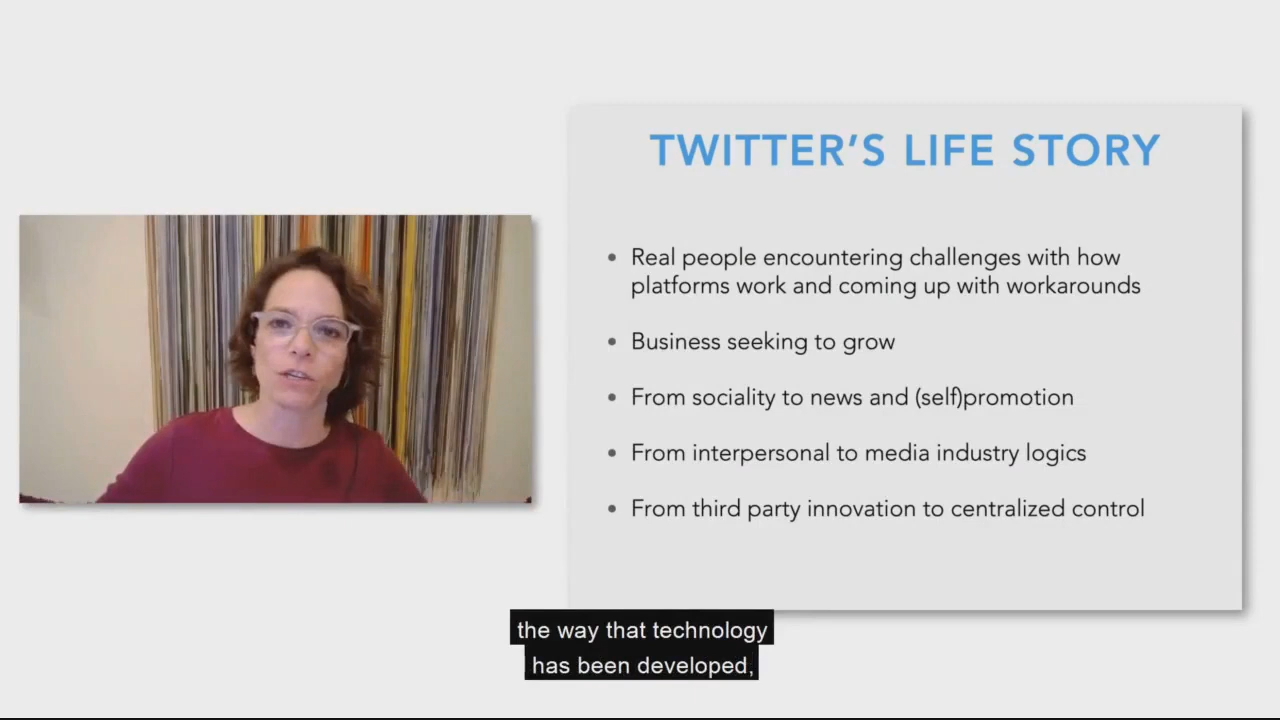 TWITTER'S LIFE STORY
• Real people encountering challenges with how
platforms work and coming up with workarounds
• Business seeking to grow
• From sociality to news and (self)promotion
• From interpersonal to media industry logics
• From third party innovation to centralized control
the way that technology
has been developed,